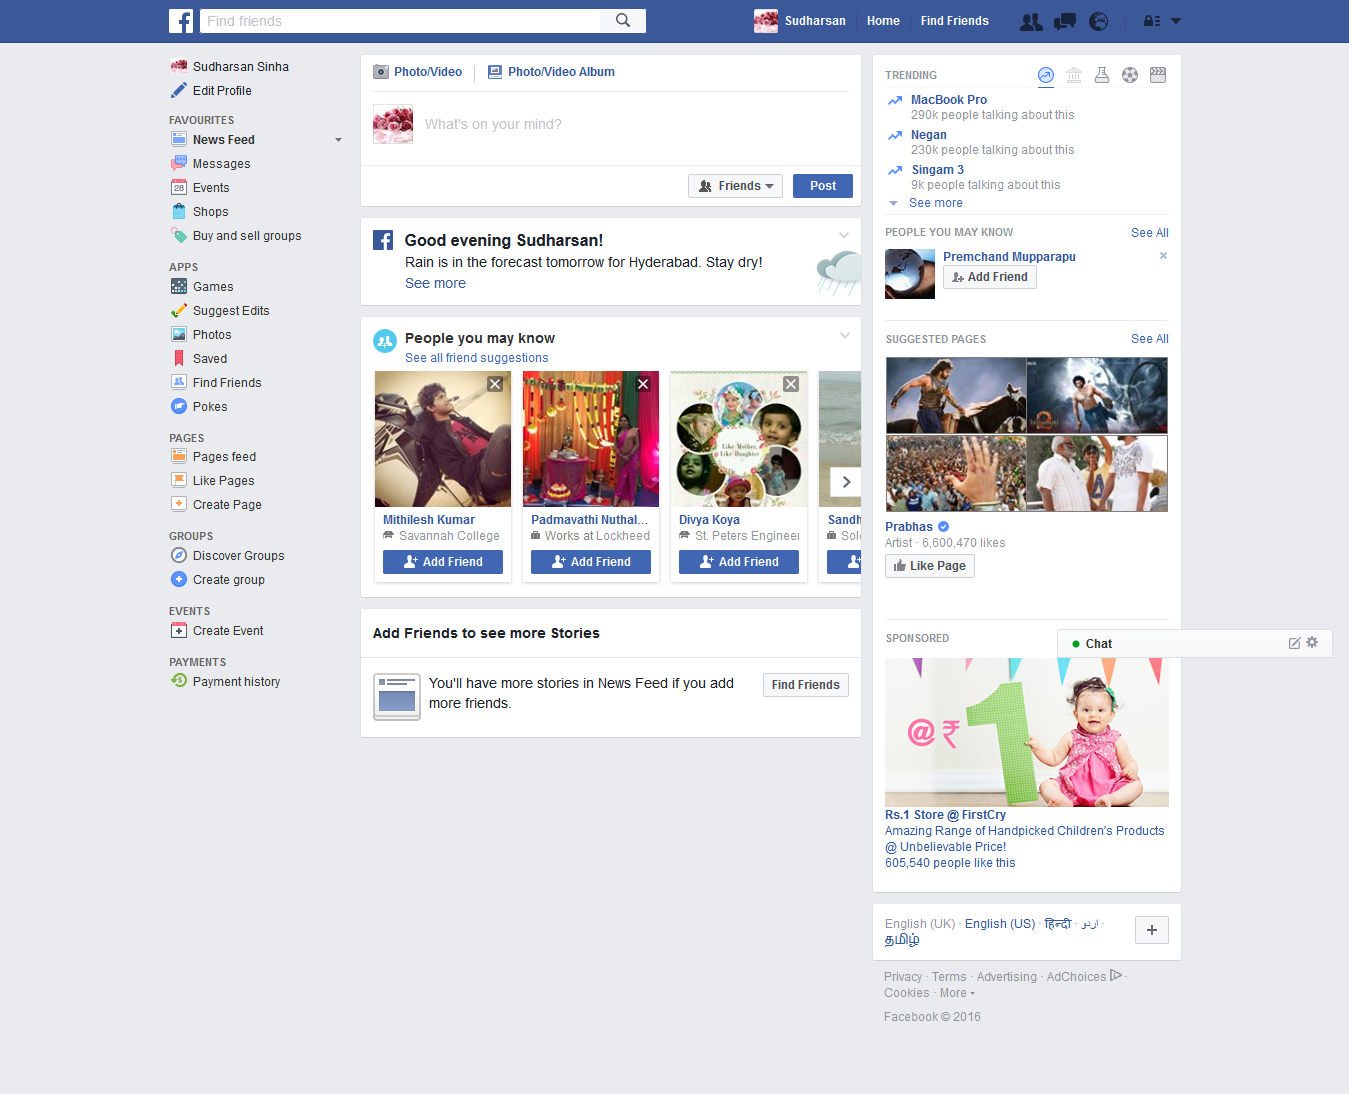 Find friends
Sudharsan
Home
Find Friends
Sudharsan Sinha
Edit Profile
FAVOURITES
News Feed
Messages
28
Events
Shops
Buy and sell groups
APPS
Games
Suggest Edits
Photos
Saved
Find Friends
Pokes
PAGES
Pages feed
Like Pages
Create Page
GROUPS
Discover Groups
Create group
EVENTS
Create Event
PAYMENTS
Payment history
Photo/Video
Photo/Video Album
What's on your mind?
Friends
Post
Good evening Sudharsan!
Rain is in the forecast tomorrow for Hyderabad. Stay dry!
See more
People you may know
See all friend suggestions
Like Mother,
Like Daughter
Mithilesh Kumar
Savannah College
Add Friend
Padmavathi Nuthal...
Works at Lockheed
Add Friend
Divya Koya
St. Peters Engineer
Add Friend
Sandh
Add Friends to see more Stories
You'll have more stories in News Feed if you add
more friends.
Find Friends
TRENDING
MacBook Pro
290k people talking about this
Negan
230k people talking about this
Singam 3
9k people talking about this
See more
PEOPLE YOU MAY KNOW
See All
Premchand Mupparapu
Add Friend
SUGGESTED PAGES
See All
Prabhas
Artist · 6,600,470 likes
Like Page
SPONSORED
Chat
@ ₹ 1
Rs.1 Store @ FirstCry
Amazing Range of Handpicked Children's Products
@ Unbelievable Price!
605,540 people like this
English (UK) · English (US) · हिन्दी · اردو ·
தமிழ்
Privacy · Terms · Advertising · AdChoices ·
Cookies · More
Facebook © 2016